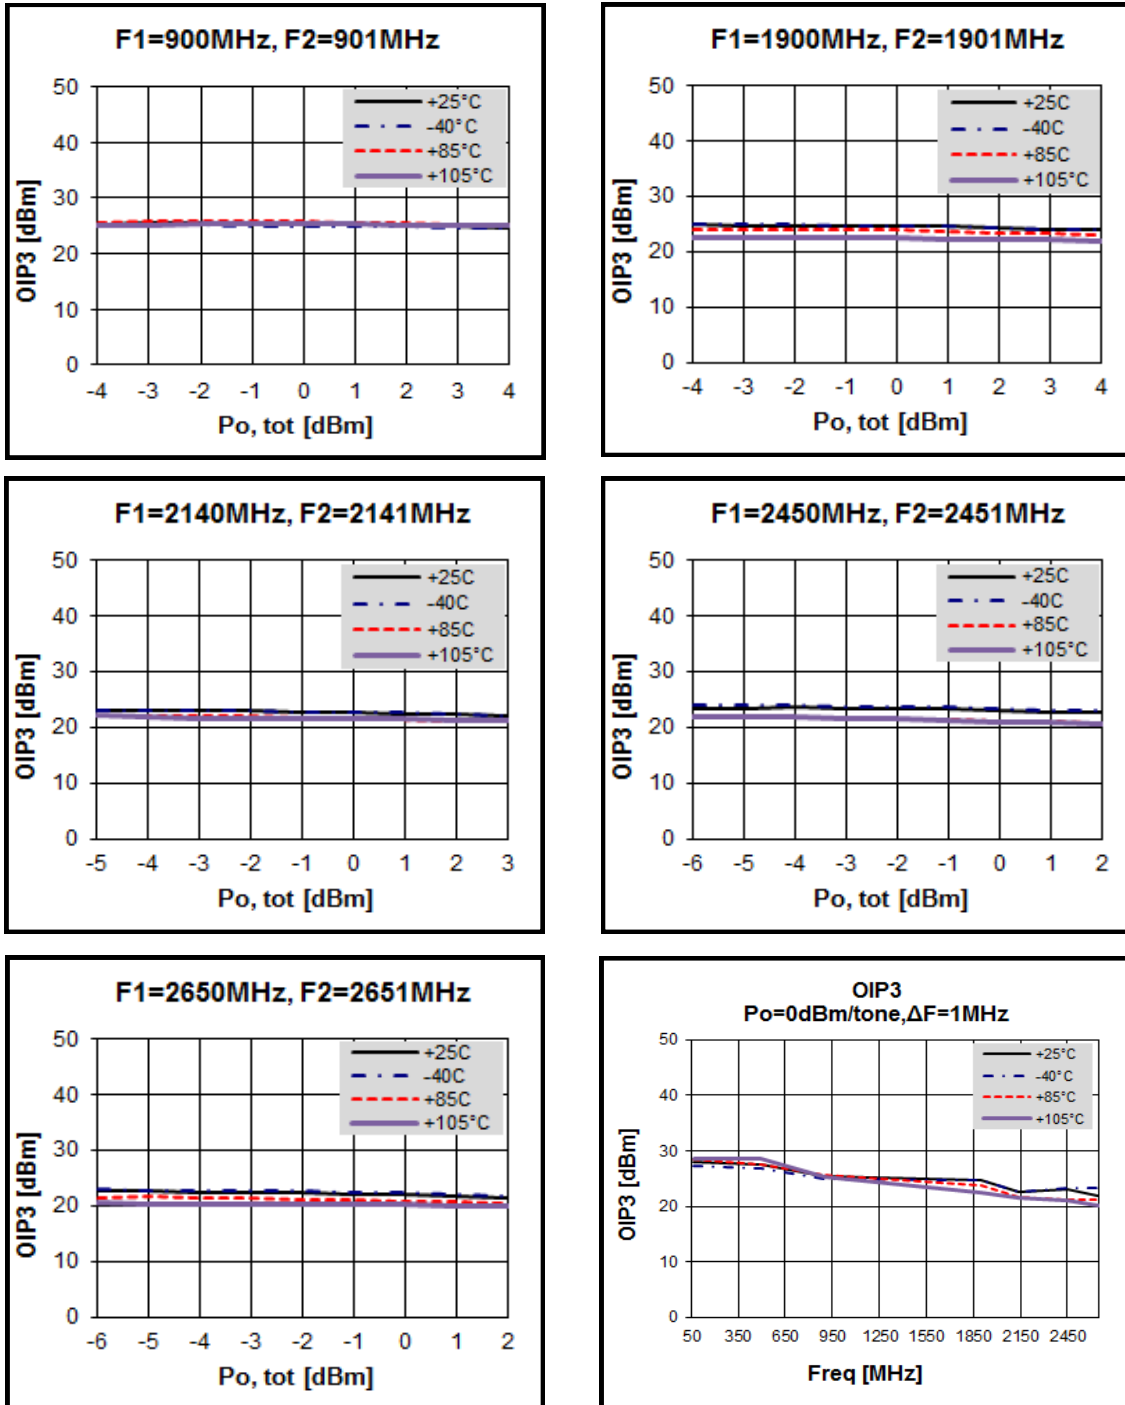 F1=900MHz, F2=901MHz
50
40
30
20
10
0
OIP3 [dBm]
+25°C
-40°C
+85°C
+105°C
-4 -3 -2 -1 0 1 2 3 4
Po, tot [dBm]
F1=1900MHz, F2=1901MHz
50
40
30
20
10
0
OIP3 [dBm]
+25C
-40C
+85C
+105°C
-4 -3 -2 -1 0 1 2 3 4
Po, tot [dBm]
F1=2140MHz, F2=2141MHz
50
40
30
20
10
0
OIP3 [dBm]
+25C
-40C
+85C
+105°C
-5 -4 -3 -2 -1 0 1 2 3
Po, tot [dBm]
F1=2450MHz, F2=2451MHz
50
40
30
20
10
0
OIP3 [dBm]
+25C
-40C
+85C
+105°C
-6 -5 -4 -3 -2 -1 0 1 2
Po, tot [dBm]
F1=2650MHz, F2=2651MHz
50
40
30
20
10
0
OIP3 [dBm]
+25C
-40C
+85C
+105°C
-6 -5 -4 -3 -2 -1 0 1 2
Po, tot [dBm]
OIP3
Po=0dBm/tone,ΔF=1MHz
50
40
30
20
10
0
OIP3 [dBm]
+25°C
-40°C
+85°C
+105°C
50 350 650 950 1250 1550 1850 2150 2450
Freq [MHz]